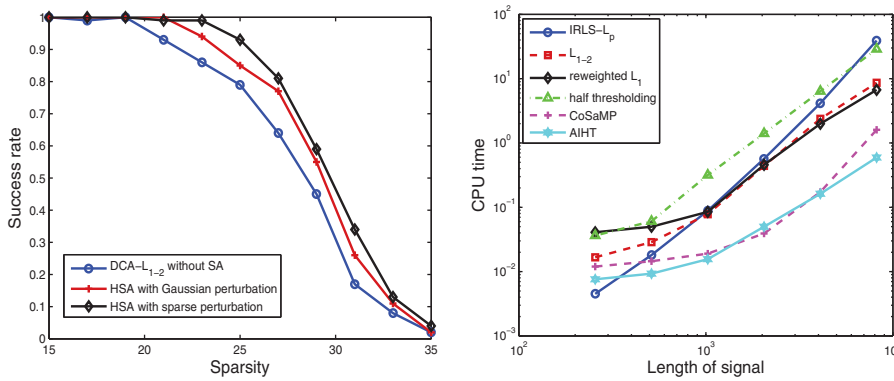 1
0.9
0.8
0.7
0.6
0.5
0.4
0.3
0.2
0.1
0
Success rate
DCA−L1−2 without SA
HSA with Gaussian perturbation
HSA with sparse perturbation
15 20 25 30 35
Sparsity
10^2
10^1
10^0
10^−1
10^−2
10^−3
CPU time
IRLS−Lp
L1−2
reweighted L1
half thresholding
CoSaMP
AIHT
10^2 10^3
Length of signal